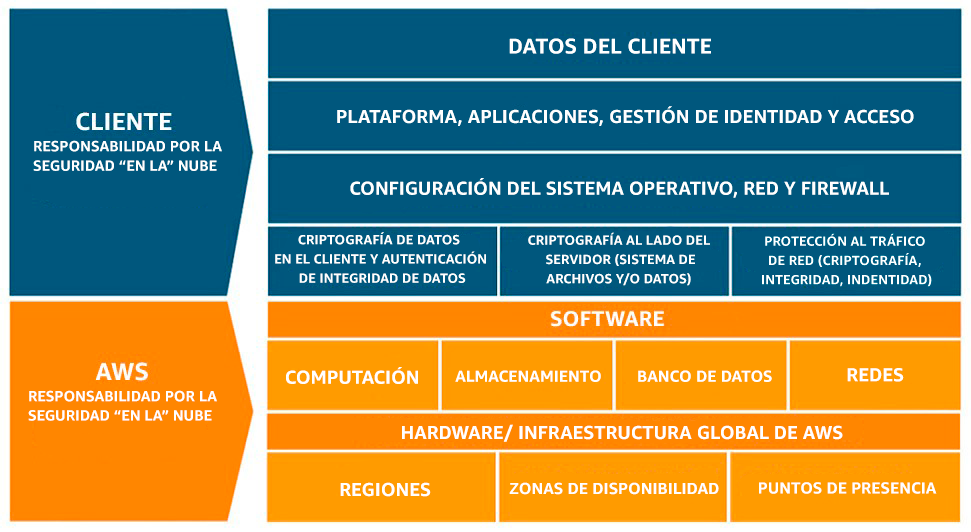 CLIENTE
RESPONSABILIDAD POR LA
SEGURIDAD “EN LA” NUBE
DATOS DEL CLIENTE
PLATAFORMA, APLICACIONES, GESTIÓN DE IDENTIDAD Y ACCESO
CONFIGURACIÓN DEL SISTEMA OPERATIVO, RED Y FIREWALL
CRIPTOGRAFÍA DE DATOS
EN EL CLIENTE Y AUTENTICACIÓN
DE INTEGRIDAD DE DATOS
CRIPTOGRAFÍA AL LADO DEL
SERVIDOR (SISTEMA DE
ARCHIVOS Y/O DATOS)
PROTECCIÓN AL TRÁFICO
DE RED (CRIPTOGRAFÍA,
INTEGRIDAD, INDENTIDAD)
AWS
RESPONSABILIDAD POR LA
SEGURIDAD “EN LA” NUBE
SOFTWARE
COMPUTACIÓN
ALMACENAMIENTO
BANCO DE DATOS
REDES
HARDWARE/ INFRAESTRUCTURA GLOBAL DE AWS
REGIONES
ZONAS DE DISPONIBILIDAD
PUNTOS DE PRESENCIA